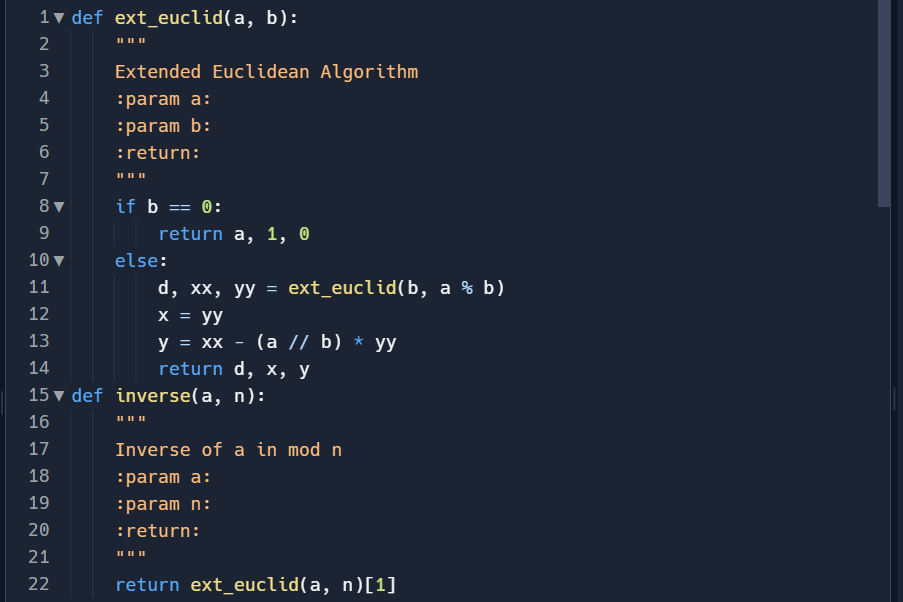 1 def ext_euclid(a, b):
2     """
3     Extended Euclidean Algorithm
4     :param a:
5     :param b:
6     :return:
7     """
8     if b == 0:
9         return a, 1, 0
10     else:
11         d, xx, yy = ext_euclid(b, a % b)
12         x = yy
13         y = xx - (a // b) * yy
14         return d, x, y
15 def inverse(a, n):
16     """
17     Inverse of a in mod n
18     :param a:
19     :param n:
20     :return:
21     """
22     return ext_euclid(a, n)[1]